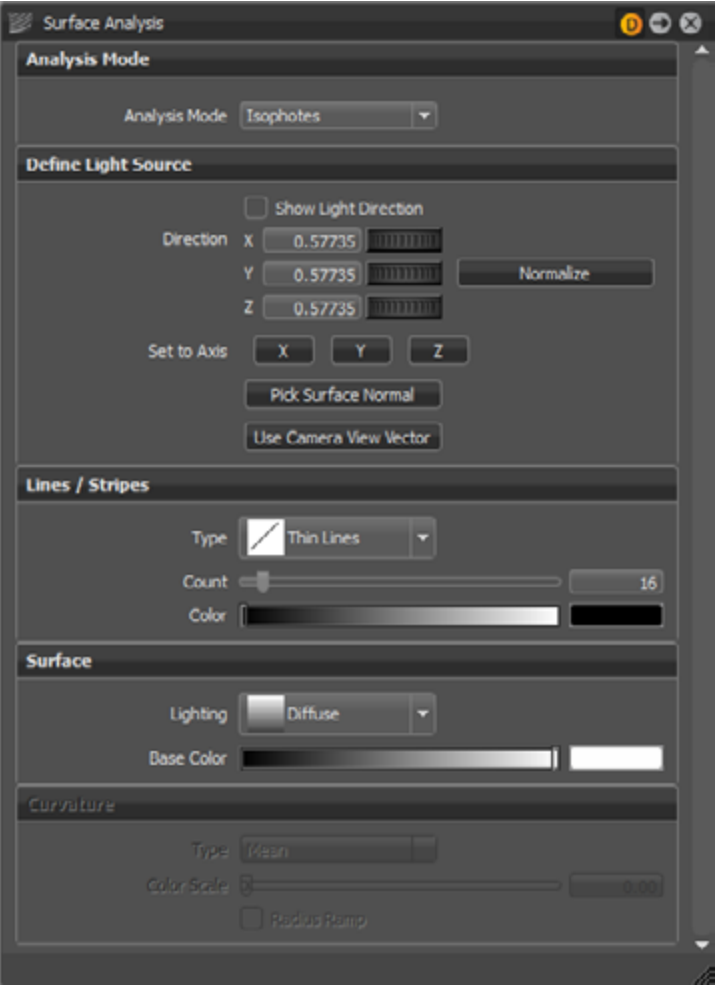 Surface Analysis
D
Analysis Mode
Analysis Mode Isophotes
Define Light Source
Show Light Direction
Direction X 0.57735
Y 0.57735 Normalize
Z 0.57735
Set to Axis X Y Z
Pick Surface Normal
Use Camera View Vector
Lines / Stripes
Type Thin Lines
Count 16
Color
Surface
Lighting Diffuse
Base Color
Curvature
Type Mean
Color Scale 0.00
Radius Ramp